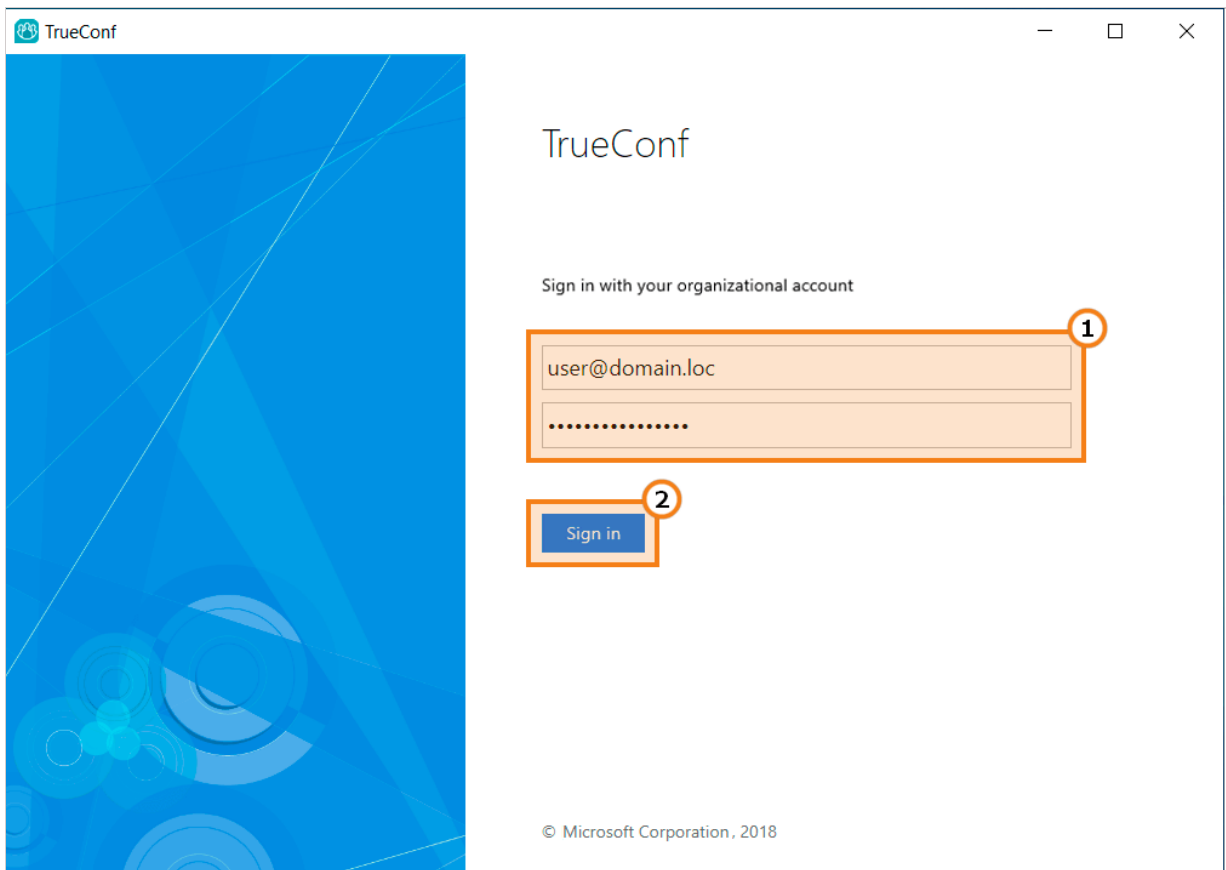 TrueConf
TrueConf
Sign in with your organizational account
1
user@domain.loc
••••••••••••••••
2
Sign in
© Microsoft Corporation, 2018